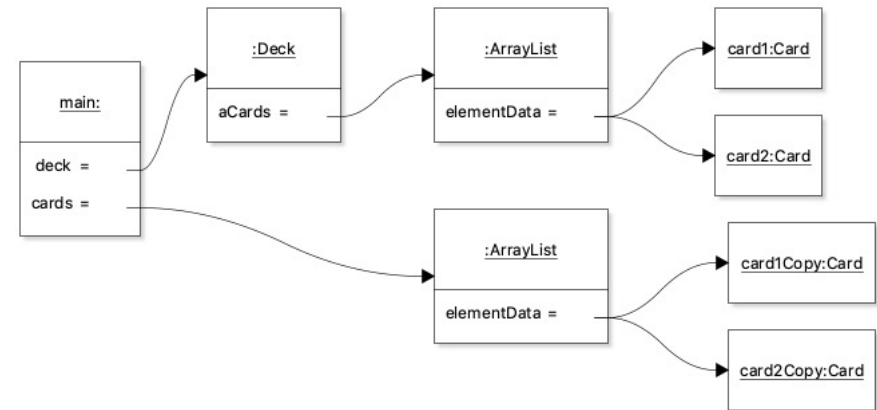 main:
deck =
cards =
:Deck
aCards =
:ArrayList
elementData =
card1:Card
card2:Card
:ArrayList
elementData =
card1Copy:Card
card2Copy:Card